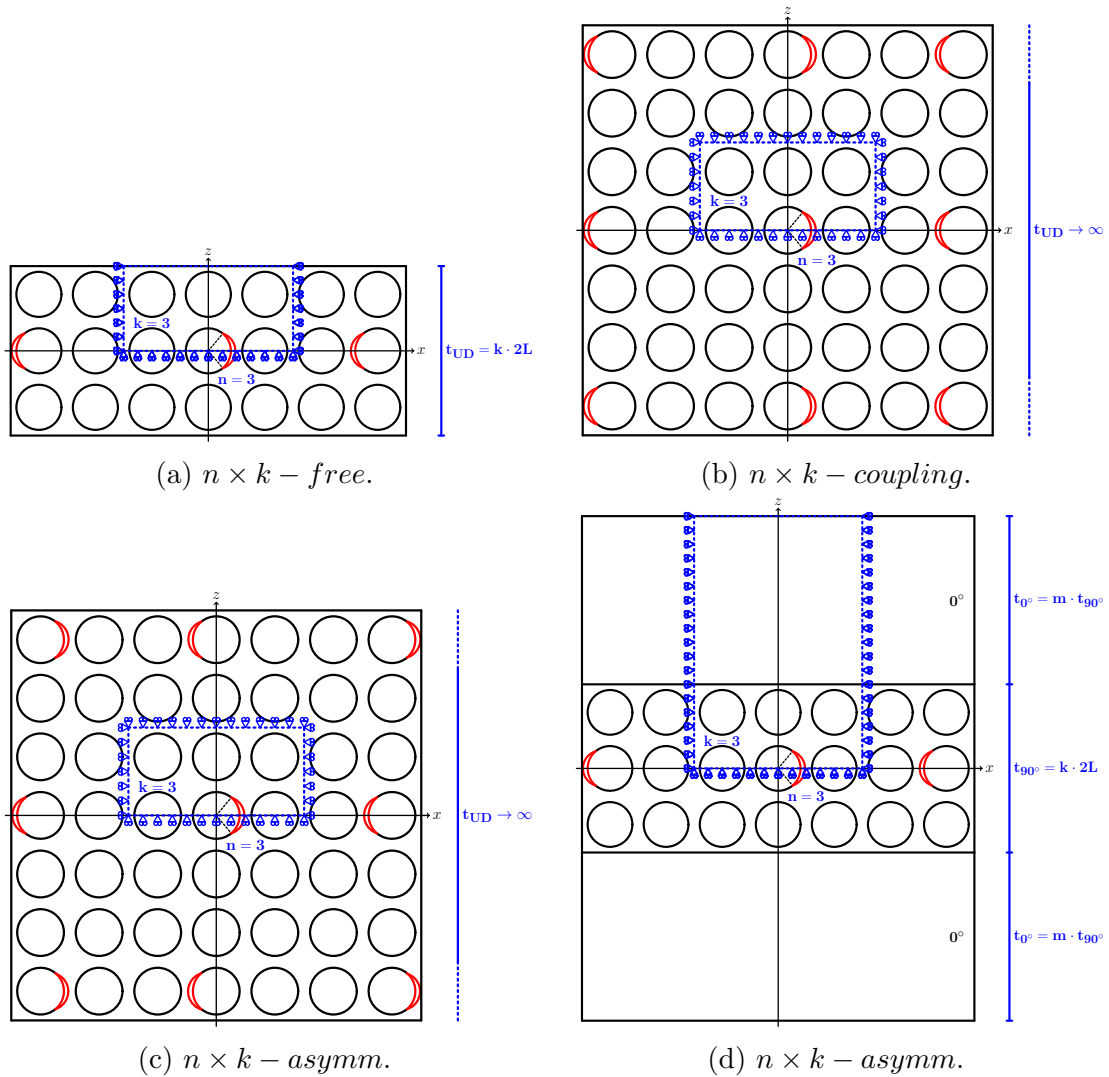 z
x
k = 3
n = 3
t_UD = k · 2L
(a) n × k − free.
z
x
k = 3
n = 3
t_UD → ∞
(b) n × k − coupling.
z
x
k = 3
n = 3
t_UD → ∞
(c) n × k − asymm.
z
0°
t_0° = m · t_90°
k = 3
x
t_90° = k · 2L
n = 3
0°
t_0° = m · t_90°
(d) n × k − asymm.